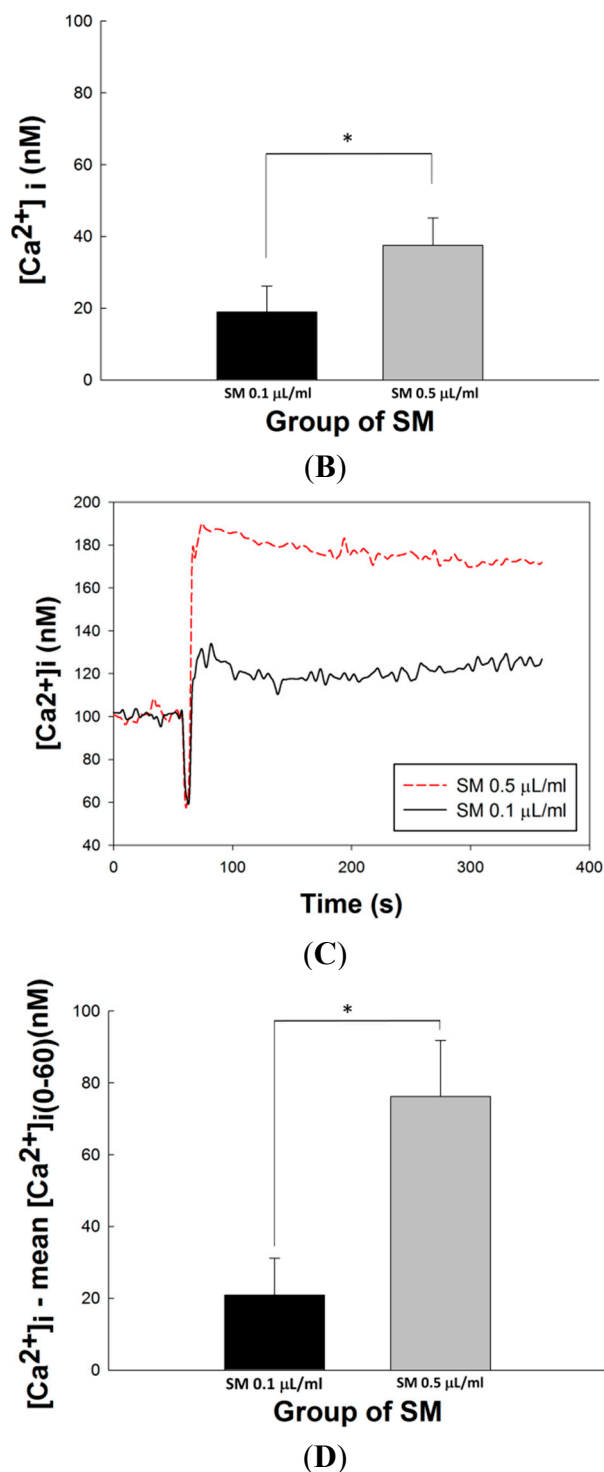 100
80
60
40
20
0
[Ca2+] i (nM)
*
SM 0.1 μL/ml
SM 0.5 μL/ml
Group of SM
(B)
200
180
160
140
120
100
80
60
40
[Ca2+]i (nM)
SM 0.5 μL/ml
SM 0.1 μL/ml
0
100
200
300
400
Time (s)
(C)
100
80
60
40
20
0
[Ca2+]i - mean [Ca2+]i(0-60)(nM)
*
SM 0.1 μL/ml
SM 0.5 μL/ml
Group of SM
(D)